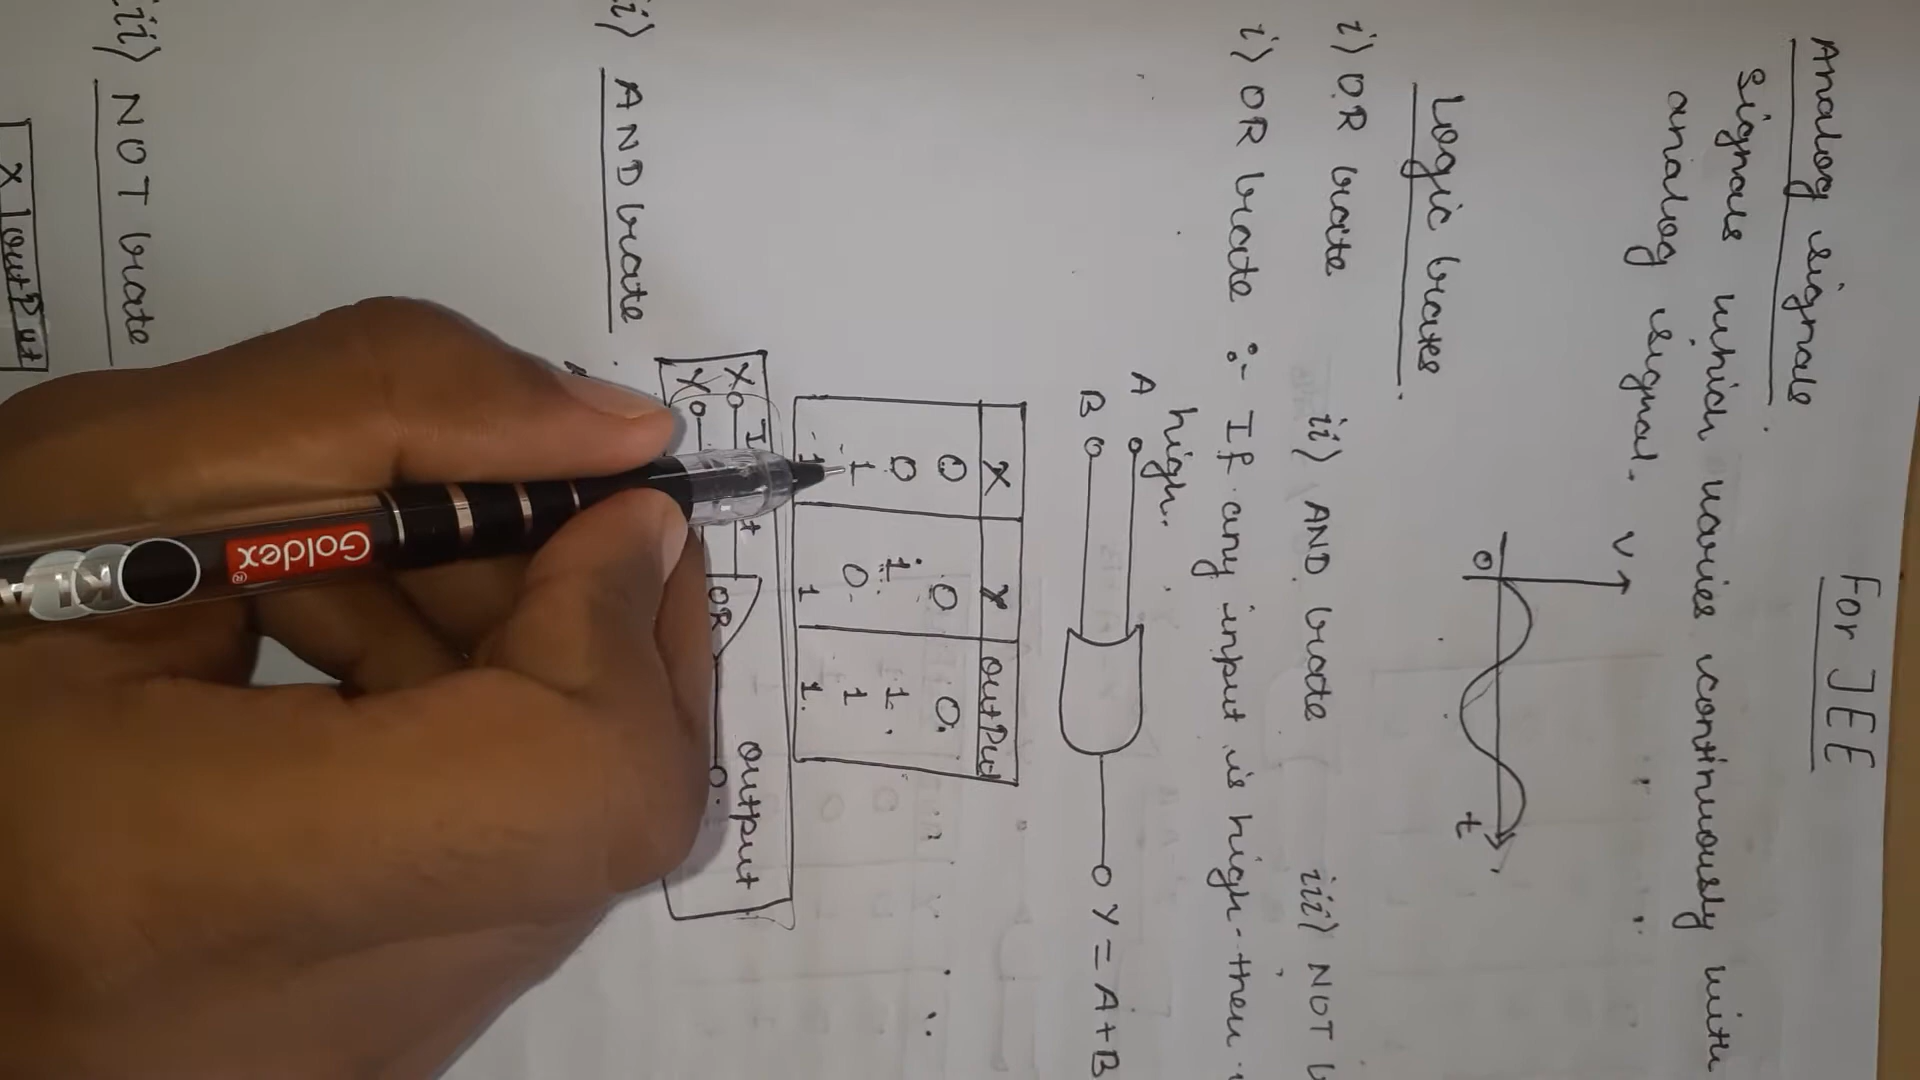 For JEE
Analog signals
signals which varies continuously with
analog signal.
V
O
t
Logic Gates.
i) OR Gate ii) AND Gate iii) NOT
i) OR Gate :- If any input is high then
high.
A
B
Y = A+B
X Y OutPut
0 0 0
0 1 1
1 0 1
1 1 1
output
X
Y
OR
ii) AND Gate
iii) NOT Gate
X outPut
Goldex